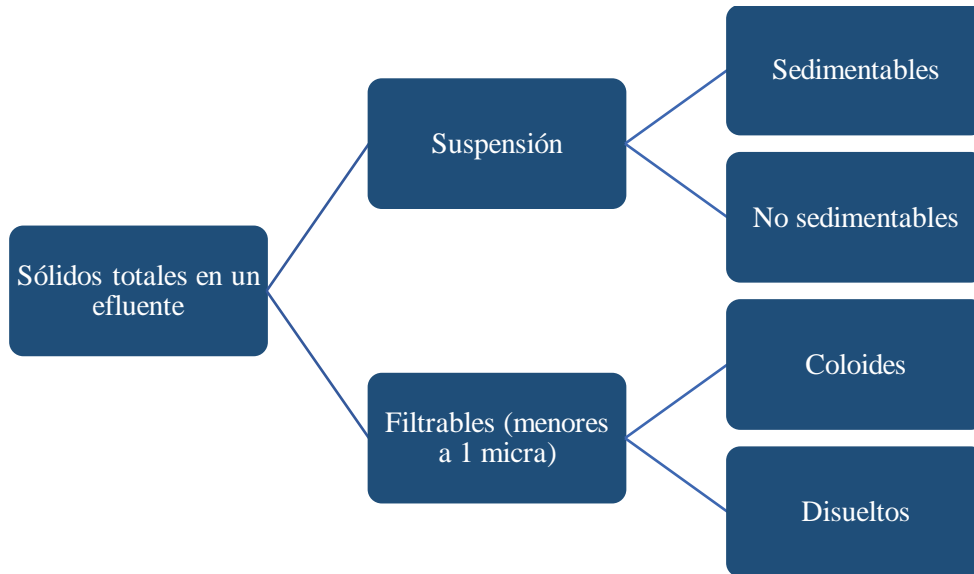 Sólidos totales en un
efluente
Suspensión
Sedimentables
No sedimentables
Filtrables (menores
a 1 micra)
Coloides
Disueltos